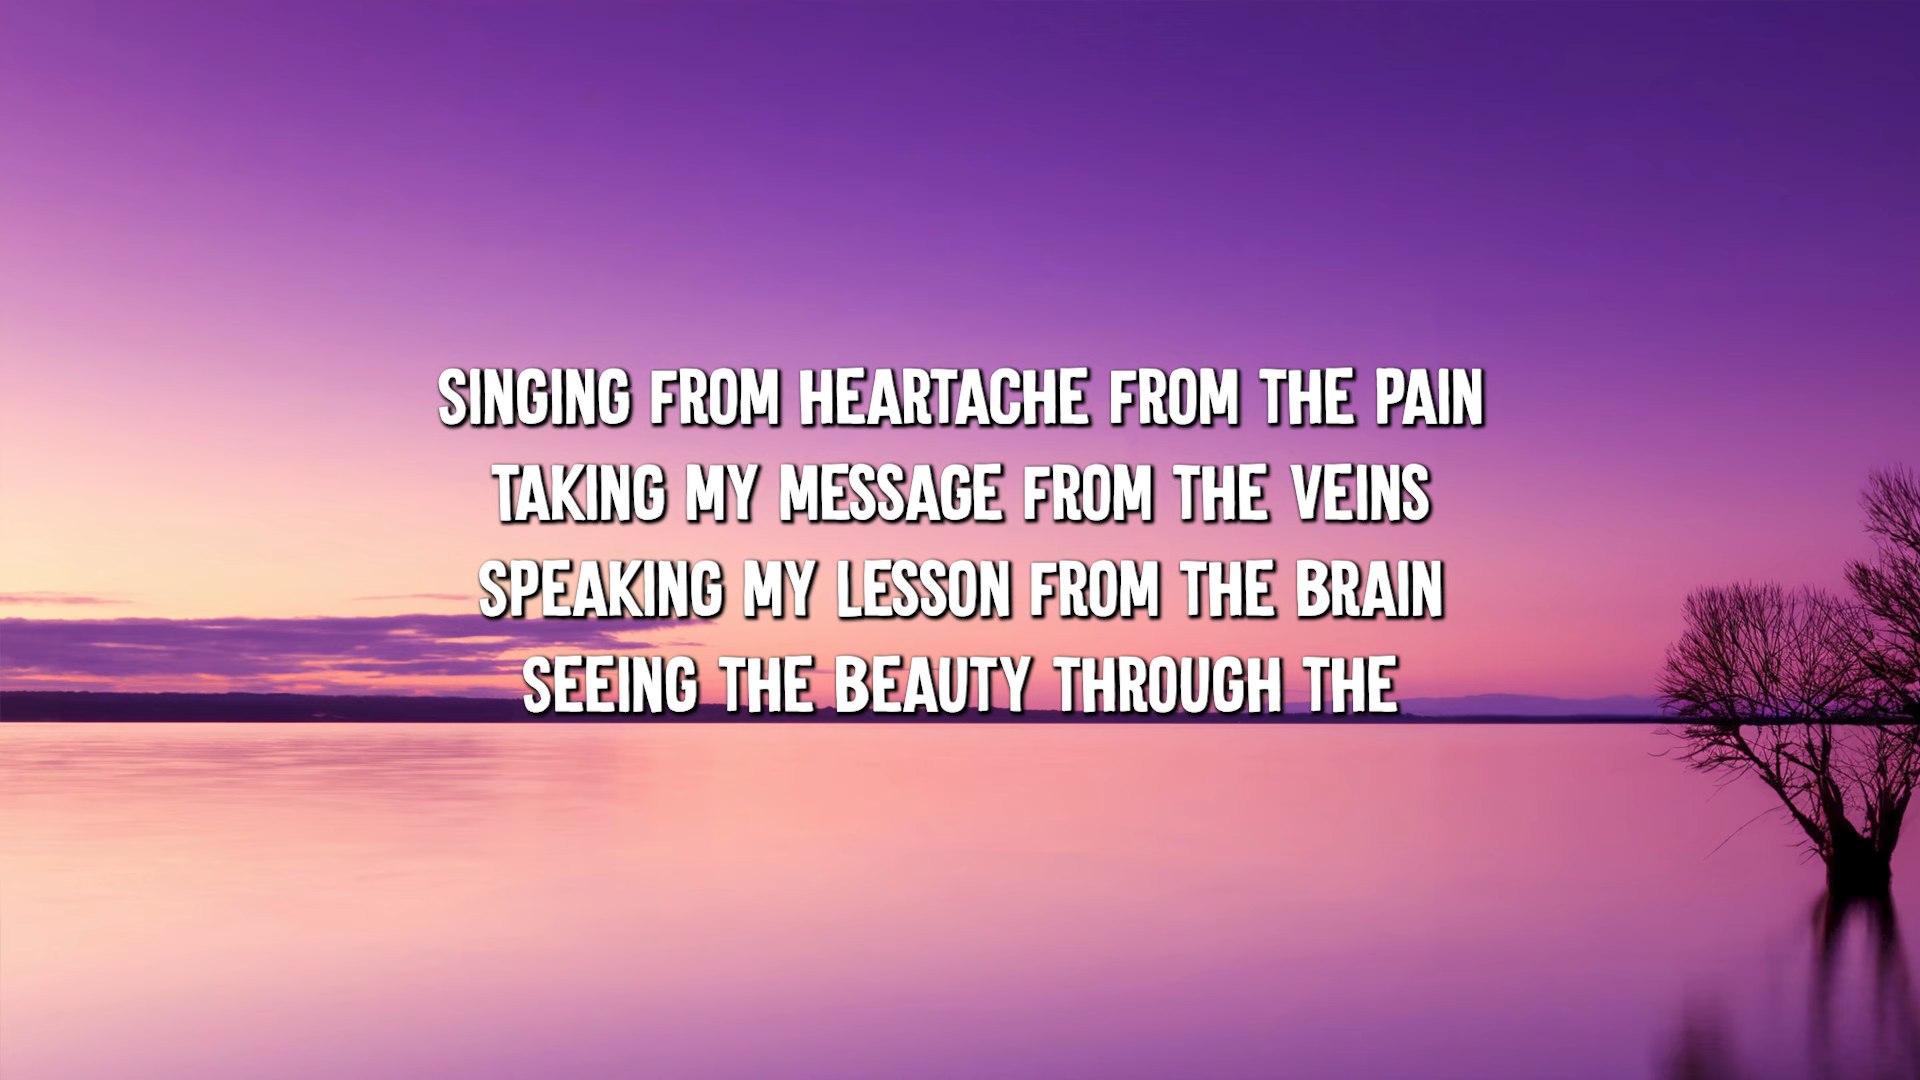 SINGING FROM HEARTACHE FROM THE PAIN
TAKING MY MESSAGE FROM THE VEINS
SPEAKING MY LESSON FROM THE BRAIN
SEEING THE BEAUTY THROUGH THE